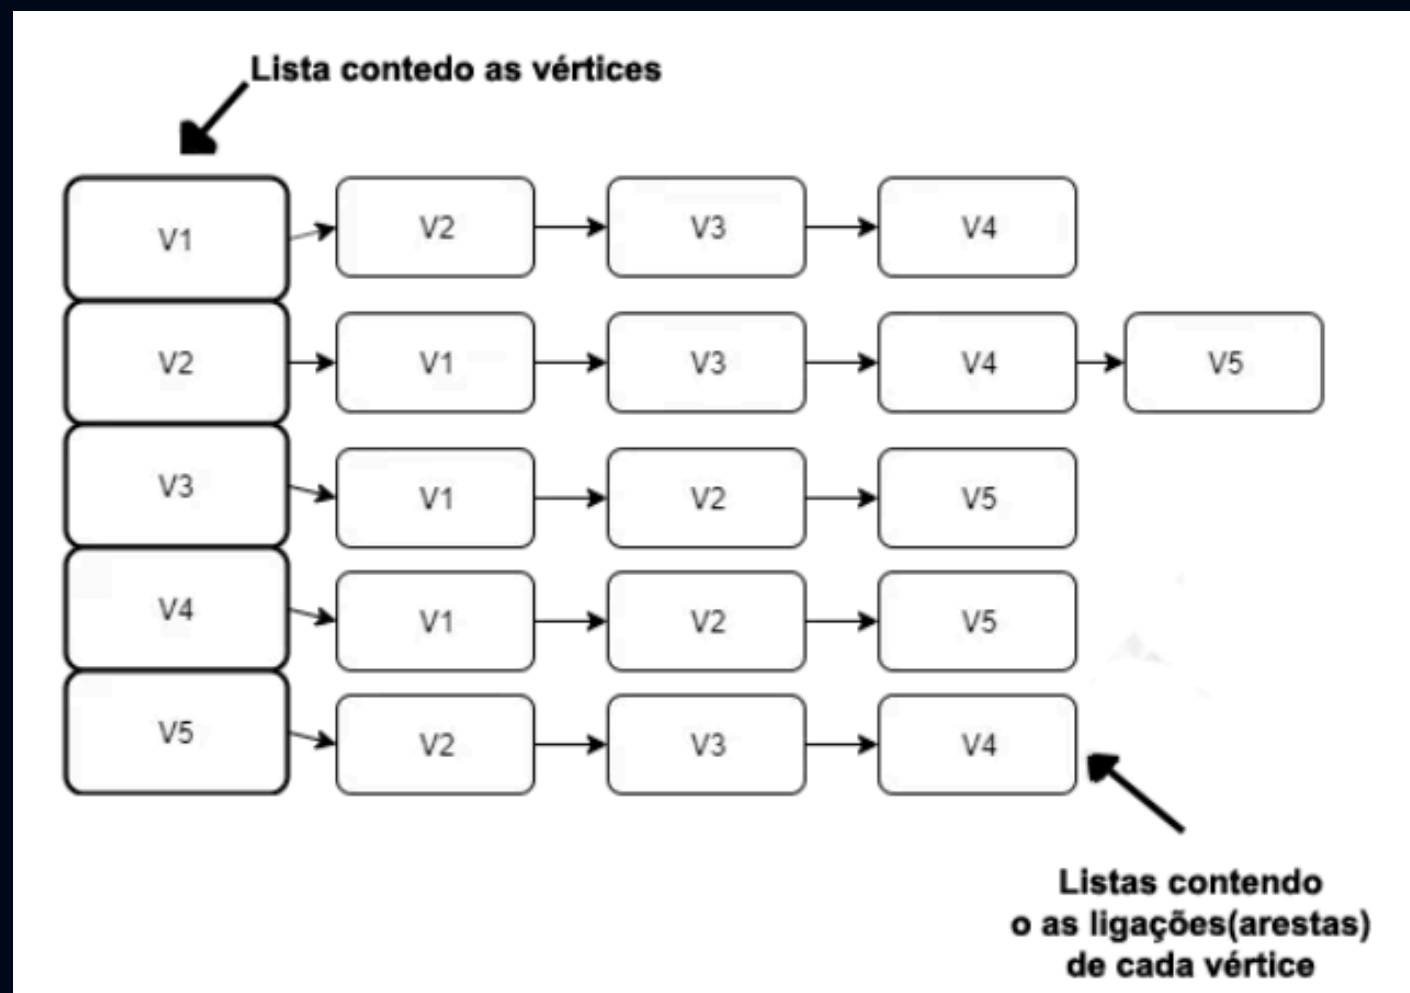 Lista contedo as vértices
V1 V2 V3 V4
V2 V1 V3 V4 V5
V3 V1 V2 V5
V4 V1 V2 V5
V5 V2 V3 V4
Listas contendo
o as ligações(arestas)
de cada vértice